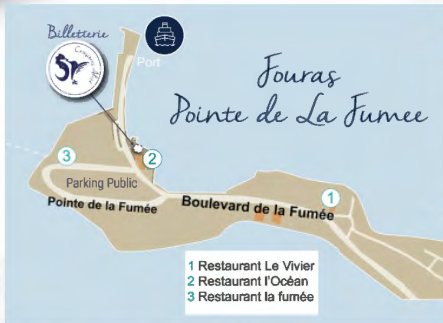 Billetterie
Port
Fouras
Pointe de La Fumee
3
2
Parking Public
1
Pointe de la Fumée
Boulevard de la Fumée
1 Restaurant Le Vivier
2 Restaurant l'Océan
3 Restaurant la fumée